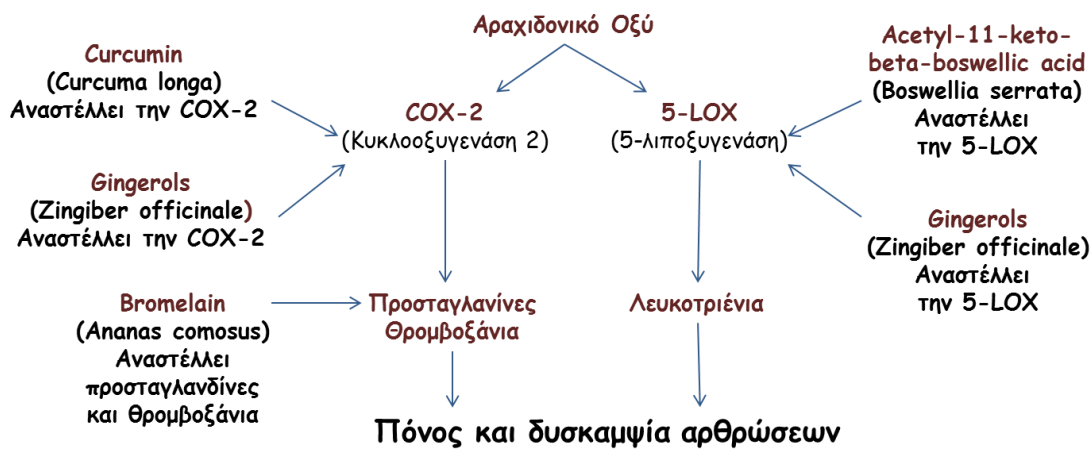 Αραχιδονικό Οξύ
Curcumin
(Curcuma longa)
Αναστέλλει την COX-2
Acetyl-11-keto-
beta-boswellic acid
(Boswellia serrata)
Αναστέλλει
την 5-LOX
COX-2
(Κυκλοοξυγενάση 2)
5-LOX
(5-λιποξυγενάση)
Gingerols
(Zingiber officinale)
Αναστέλλει την COX-2
Gingerols
(Zingiber officinale)
Αναστέλλει
την 5-LOX
Bromelain
(Ananas comosus)
Αναστέλλει
προσταγλανδίνες
και θρομβοξάνια
Προσταγλανίνες
Θρομβοξάνια
Λευκοτριένια
Πόνος και δυσκαμψία αρθρώσεων